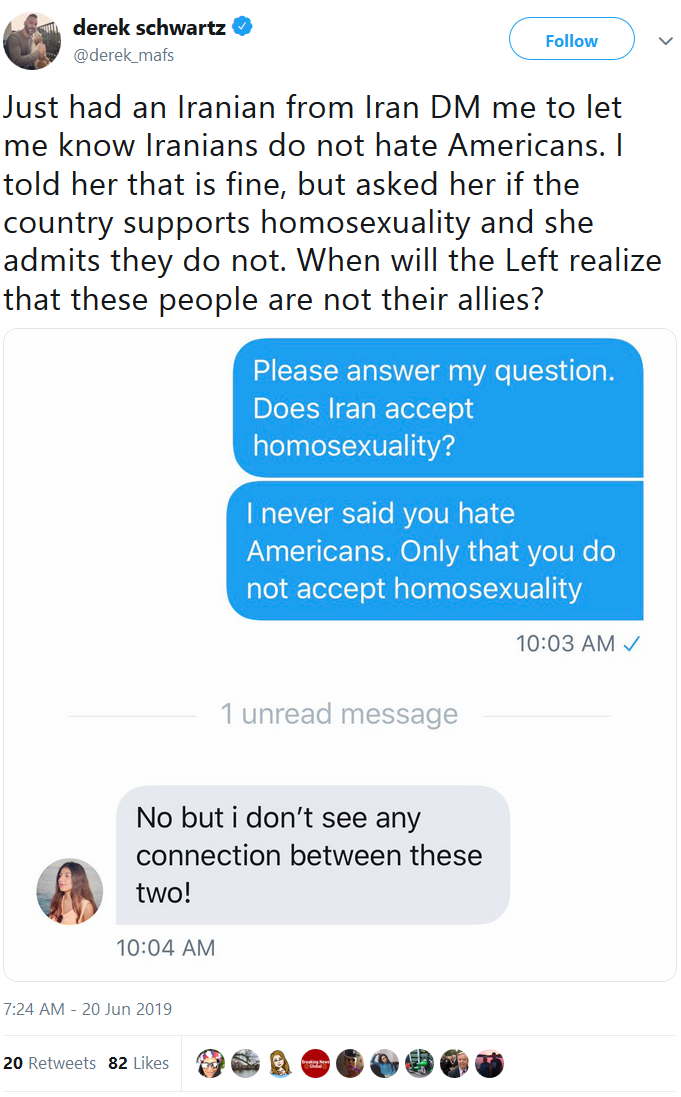 derek schwartz
@derek_mafs
Follow
Just had an Iranian from Iran DM me to let
me know Iranians do not hate Americans. I
told her that is fine, but asked her if the
country supports homosexuality and she
admits they do not. When will the Left realize
that these people are not their allies?
Please answer my question.
Does Iran accept
homosexuality?
I never said you hate
Americans. Only that you do
not accept homosexuality
10:03 AM ✓
1 unread message
No but i don’t see any
connection between these
two!
10:04 AM
7:24 AM - 20 Jun 2019
20 Retweets 82 Likes
Breaking News
Global